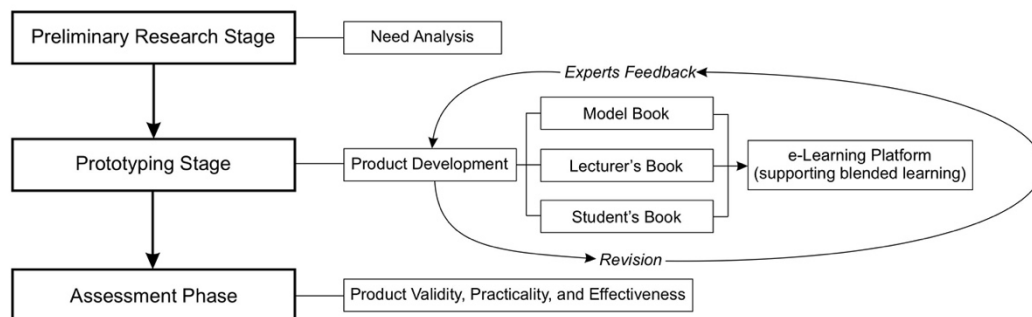 Preliminary Research Stage
Need Analysis
Experts Feedback
Model Book
Prototyping Stage
Product Development
Lecturer's Book
e-Learning Platform
(supporting blended learning)
Student's Book
Revision
Assessment Phase
Product Validity, Practicality, and Effectiveness